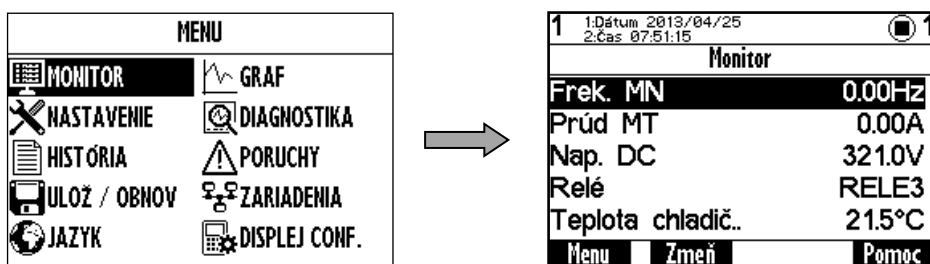 MENU
MONITOR
GRAF
NASTAVENIE
DIAGNOSTIKA
HISTÓRIA
PORUCHY
ULOŽ / OBNOV
ZARIADENIA
JAZYK
DISPLEJ CONF.
1 1:Dátum 2013/04/25 1
2:Čas 07:51:15
Monitor
Frek. MN 0.00Hz
Prúd MT 0.00A
Nap. DC 321.0V
Relé RELE3
Teplota chladič.. 21.5°C
Menu Zmeň Pomoc